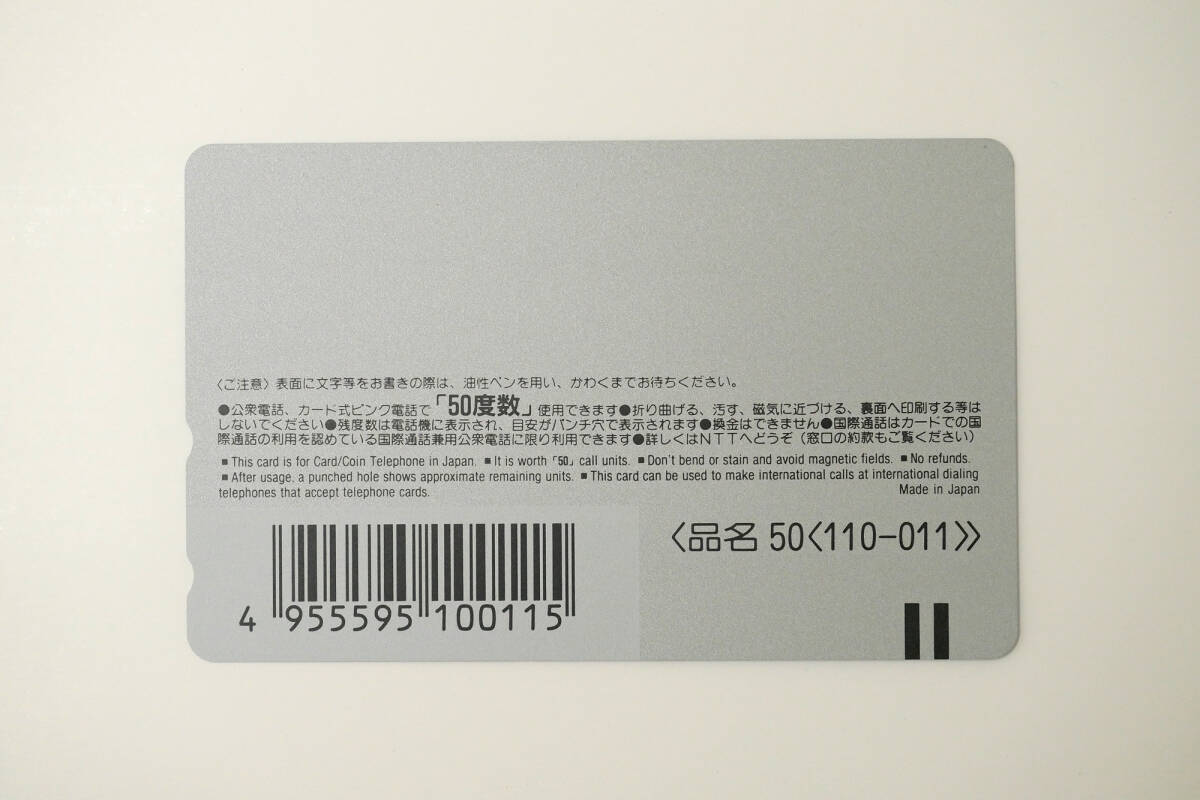 〈ご注意〉表面に文字等をお書きの際は、油性ペンを用い、かわくまでお待ちください。
●公衆電話、カード式ピンク電話で「50度数」使用できます●折り曲げる、汚す、磁気に近づける、裏面へ印刷する等は
しないでください●残度数は電話機に表示され、目安がパンチ穴で表示されます●換金はできません●国際通話はカードでの国
際通話の利用を認めている国際通話兼用公衆電話に限り利用できます●詳しくはNTTへどうぞ（窓口の約款もご覧ください）
■ This card is for Card/Coin Telephone in Japan. ■ It is worth「50」call units. ■ Don't bend or stain and avoid magnetic fields. ■ No refunds.
■ After usage, a punched hole shows approximate remaining units. ■ This card can be used to make international calls at international dialing
telephones that accept telephone cards. Made in Japan
〈品名 50〈110-011〉〉
4 955595 100115